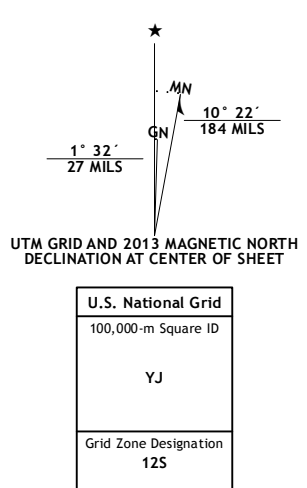 ★
MN
GN
10° 22´
184 MILS
1° 32´
27 MILS
UTM GRID AND 2013 MAGNETIC NORTH
DECLINATION AT CENTER OF SHEET
U.S. National Grid
100,000-m Square ID
YJ
Grid Zone Designation
12S